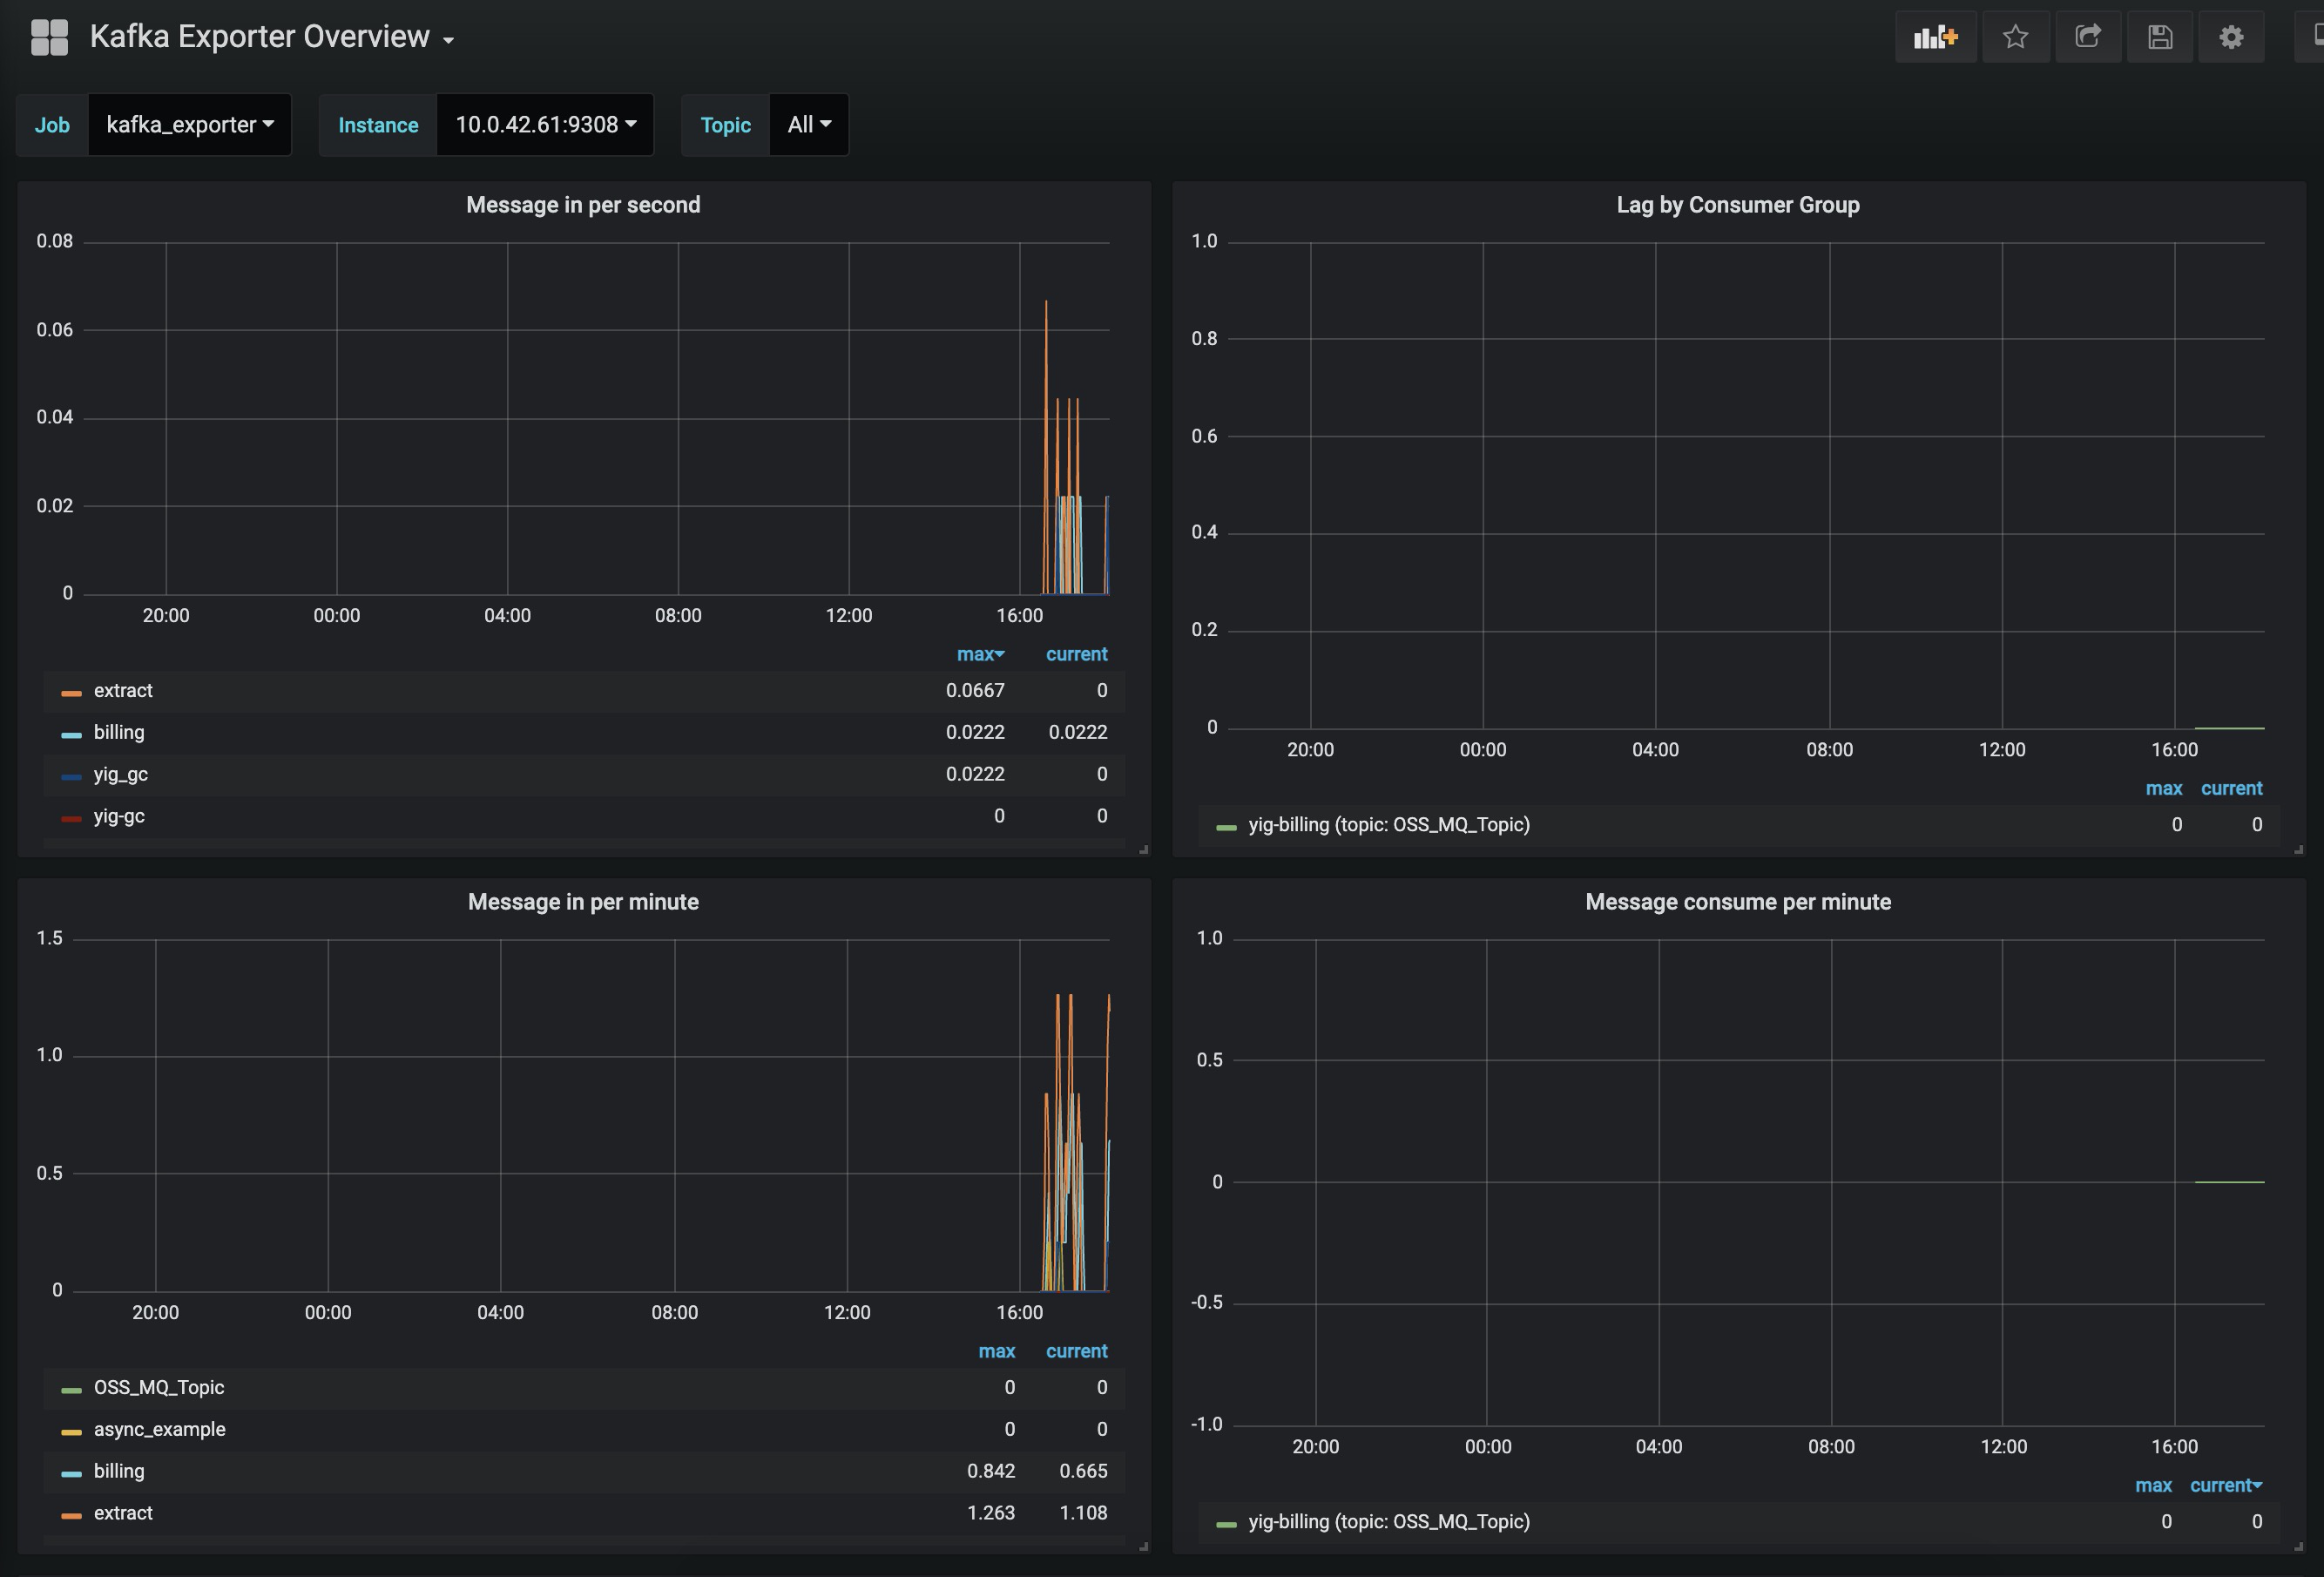 Kafka Exporter Overview
Job kafka_exporter Instance 10.0.42.61:9308 Topic All
Message in per second
0.08
0.06
0.04
0.02
0
20:00 00:00 04:00 08:00 12:00 16:00
max current
extract 0.0667 0
billing 0.0222 0.0222
yig_gc 0.0222 0
yig-gc 0 0
Lag by Consumer Group
1.0
0.8
0.6
0.4
0.2
0
20:00 00:00 04:00 08:00 12:00 16:00
max current
yig-billing (topic: OSS_MQ_Topic) 0 0
Message in per minute
1.5
1.0
0.5
0
20:00 00:00 04:00 08:00 12:00 16:00
max current
OSS_MQ_Topic 0 0
async_example 0 0
billing 0.842 0.665
extract 1.263 1.108
Message consume per minute
1.0
0.5
0
-0.5
-1.0
20:00 00:00 04:00 08:00 12:00 16:00
max current
yig-billing (topic: OSS_MQ_Topic) 0 0